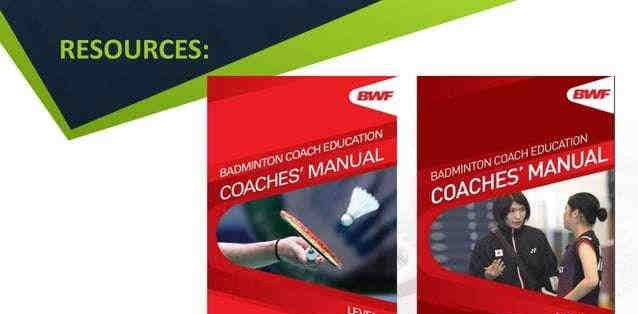 RESOURCES:
BWF
BADMINTON COACH EDUCATION
COACHES' MANUAL
BWF
BADMINTON COACH EDUCATION
COACHES' MANUAL